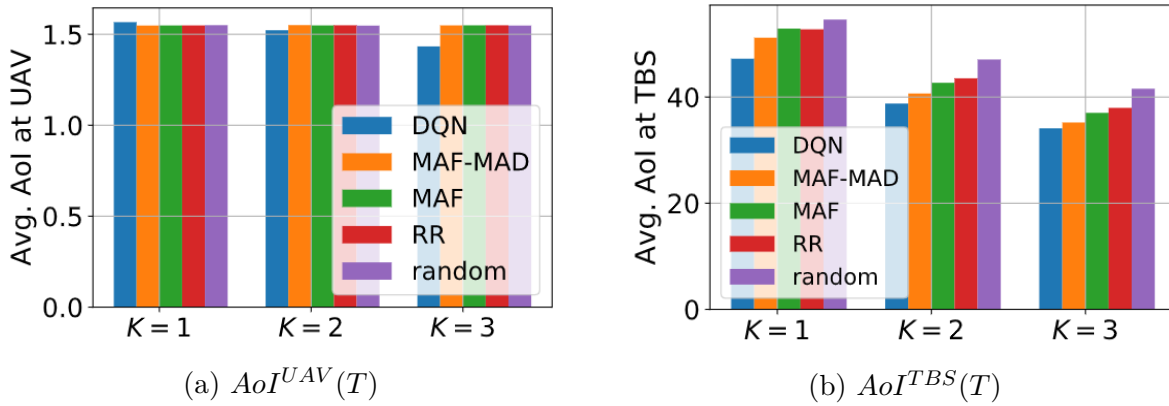 Avg. AoI at UAV
1.5
1.0
0.5
0.0
DQN
MAF-MAD
MAF
RR
random
K = 1
K = 2
K = 3
(a) AoI^{UAV}(T)
Avg. AoI at TBS
40
20
0
DQN
MAF-MAD
MAF
RR
random
K = 1
K = 2
K = 3
(b) AoI^{TBS}(T)